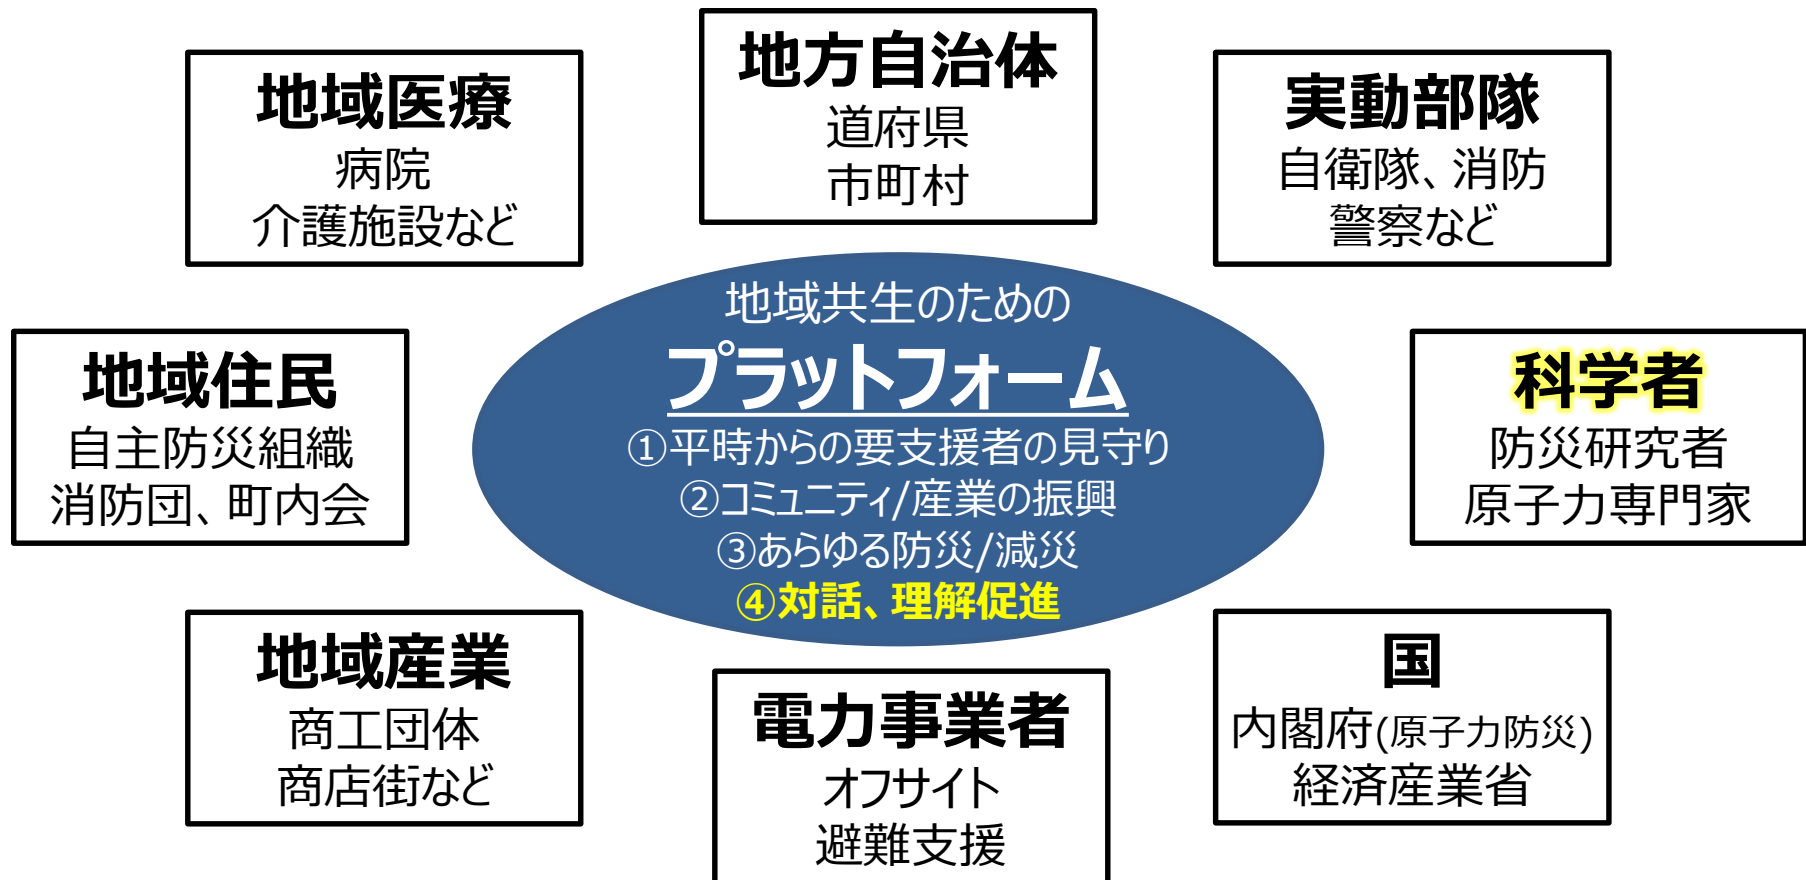 地方自治体
道府県
市町村
地域医療
病院
介護施設など
実動部隊
自衛隊、消防
警察など
地域共生のための
プラットフォーム
①平時からの要支援者の見守り
②コミュニティ/産業の振興
③あらゆる防災/減災
④対話、理解促進
地域住民
自主防災組織
消防団、町内会
科学者
防災研究者
原子力専門家
地域産業
商工団体
商店街など
電力事業者
オフサイト
避難支援
国
内閣府(原子力防災)
経済産業省